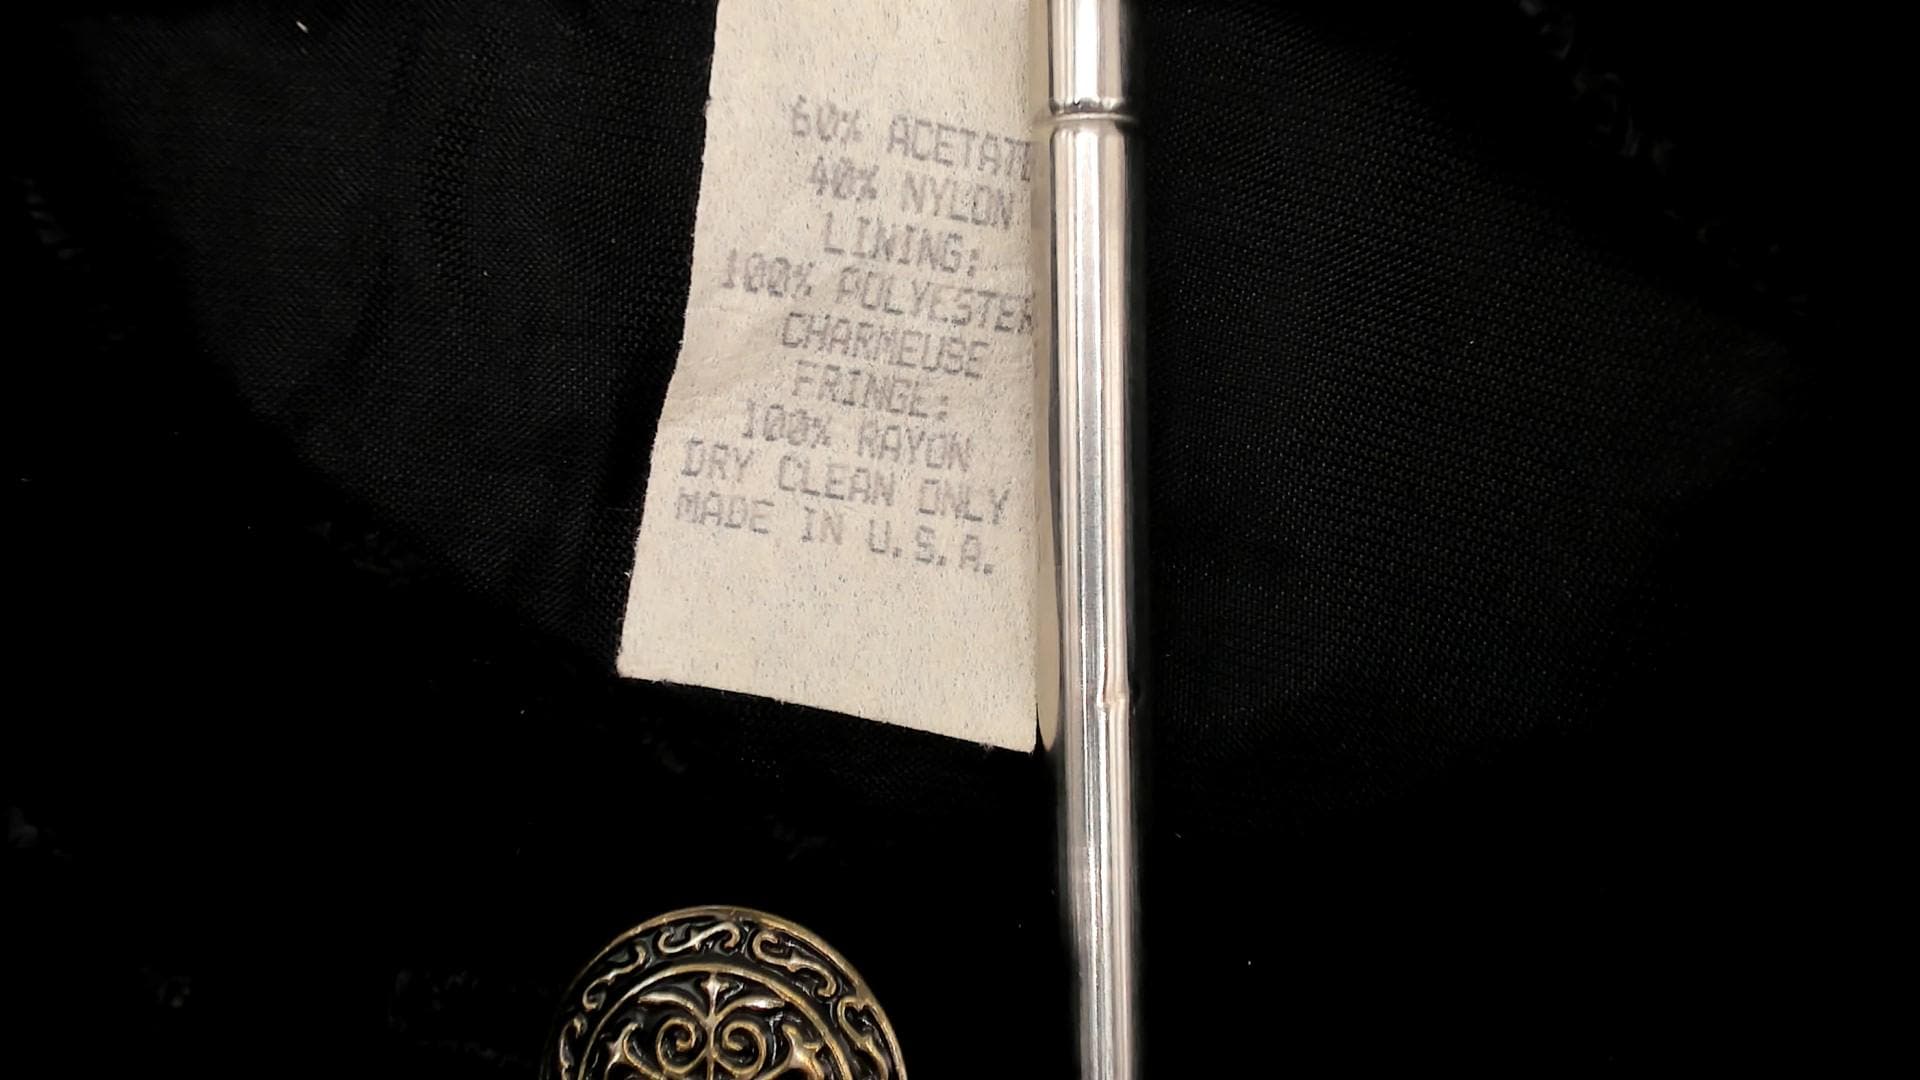 60% ACETATE
40% NYLON
LINING:
100% POLYESTER
CHARMEUSE
FRINGE:
100% RAYON
DRY CLEAN ONLY
MADE IN U.S.A.